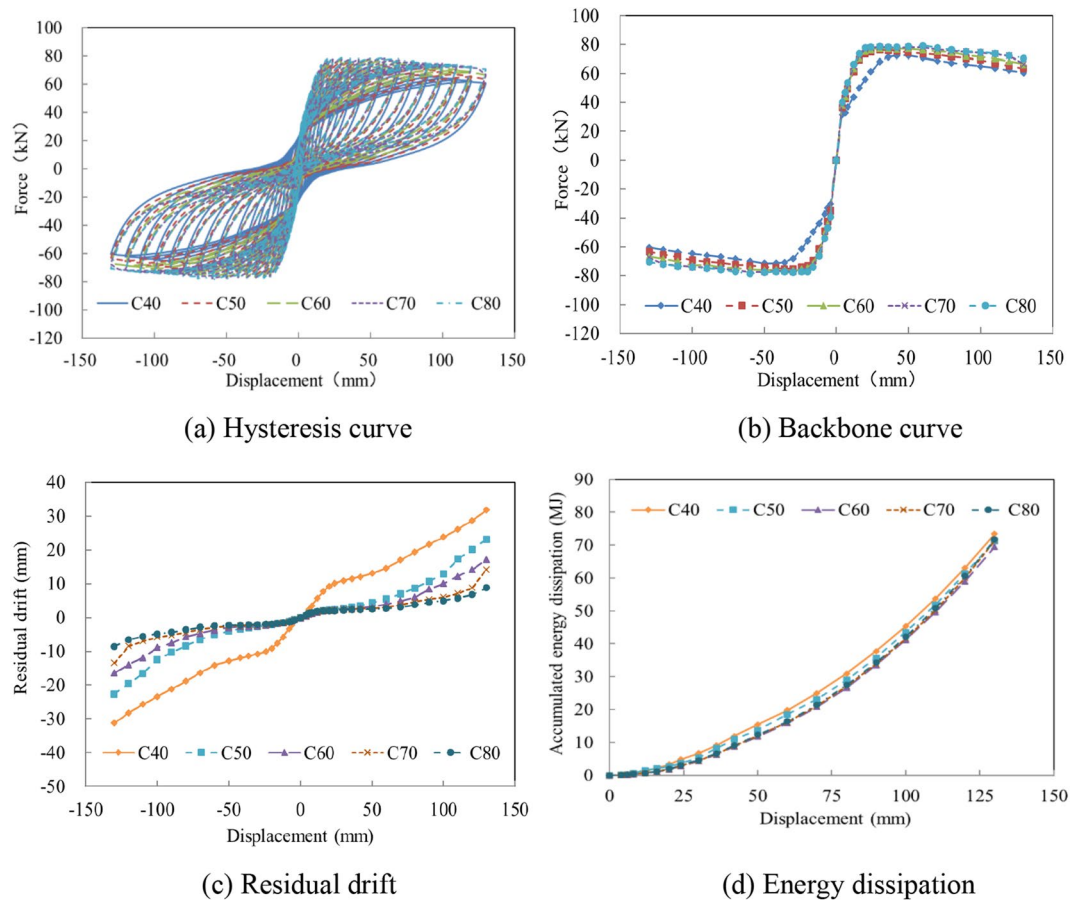 100
80
60
40
20
0
-20
-40
-60
-80
-100
-120
Force（kN）
C40 C50 C60 C70 C80
-150 -100 -50 0 50 100 150
Displacement（mm）
(a) Hysteresis curve
100
80
60
40
20
0
-20
-40
-60
-80
-100
-120
Force（kN）
C40 C50 C60 C70 C80
-150 -100 -50 0 50 100 150
Displacement（mm）
(b) Backbone curve
40
30
20
10
0
-10
-20
-30
-40
-50
Residual drift (mm)
C40 C50 C60 C70 C80
-150 -100 -50 0 50 100 150
Displacement (mm)
(c) Residual drift
90
80
70
60
50
40
30
20
10
0
Accumulated energy dissipation (MJ)
C40 C50 C60 C70 C80
0 25 50 75 100 125 150
Displacement (mm)
(d) Energy dissipation